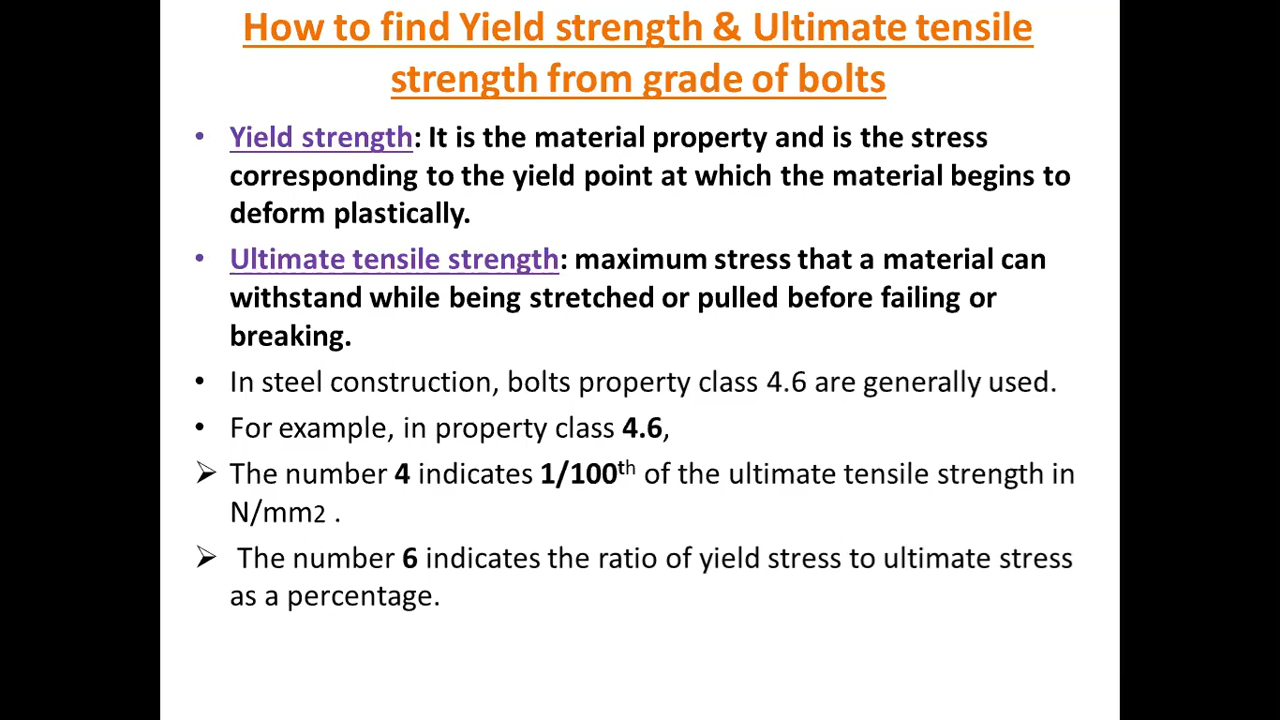 How to find Yield strength & Ultimate tensile
strength from grade of bolts
• Yield strength: It is the material property and is the stress
corresponding to the yield point at which the material begins to
deform plastically.
• Ultimate tensile strength: maximum stress that a material can
withstand while being stretched or pulled before failing or
breaking.
• In steel construction, bolts property class 4.6 are generally used.
• For example, in property class 4.6,
➢ The number 4 indicates 1/100th of the ultimate tensile strength in
N/mm2 .
➢ The number 6 indicates the ratio of yield stress to ultimate stress
as a percentage.